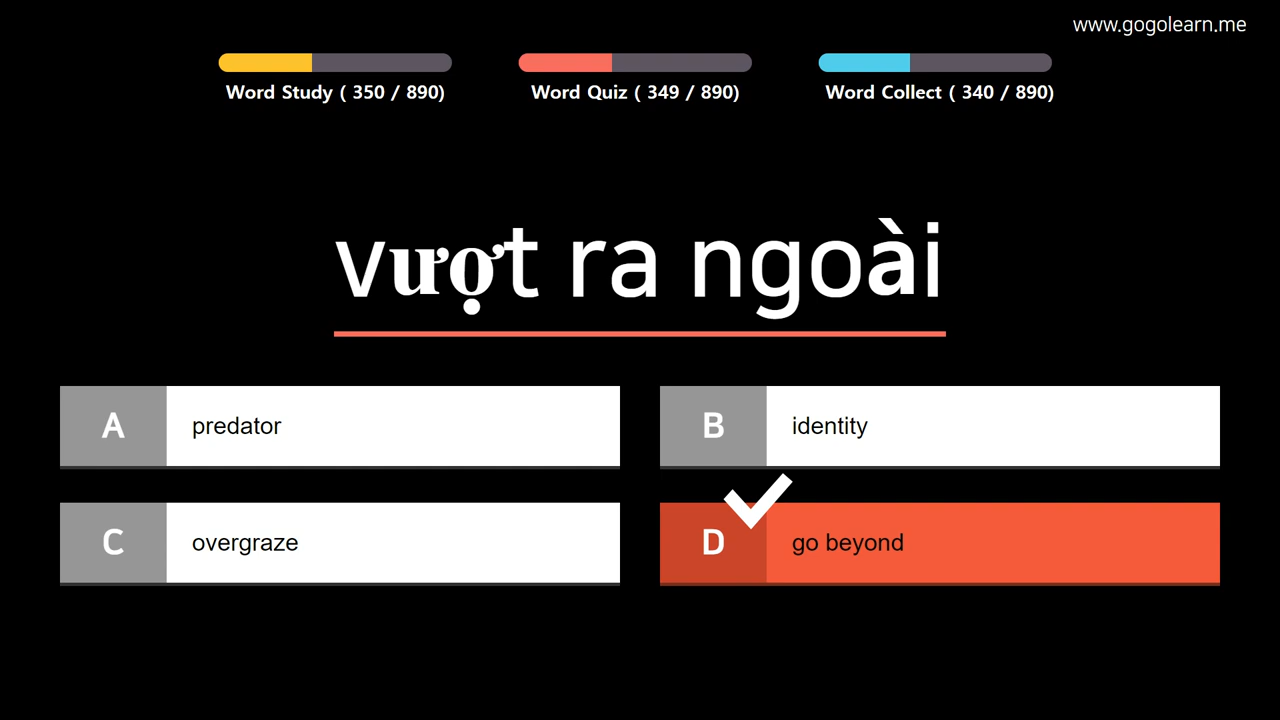 www.gogolearn.me
Word Study ( 350 / 890)
Word Quiz ( 349 / 890)
Word Collect ( 340 / 890)
vượt ra ngoài
A predator
B identity
C overgraze
D go beyond